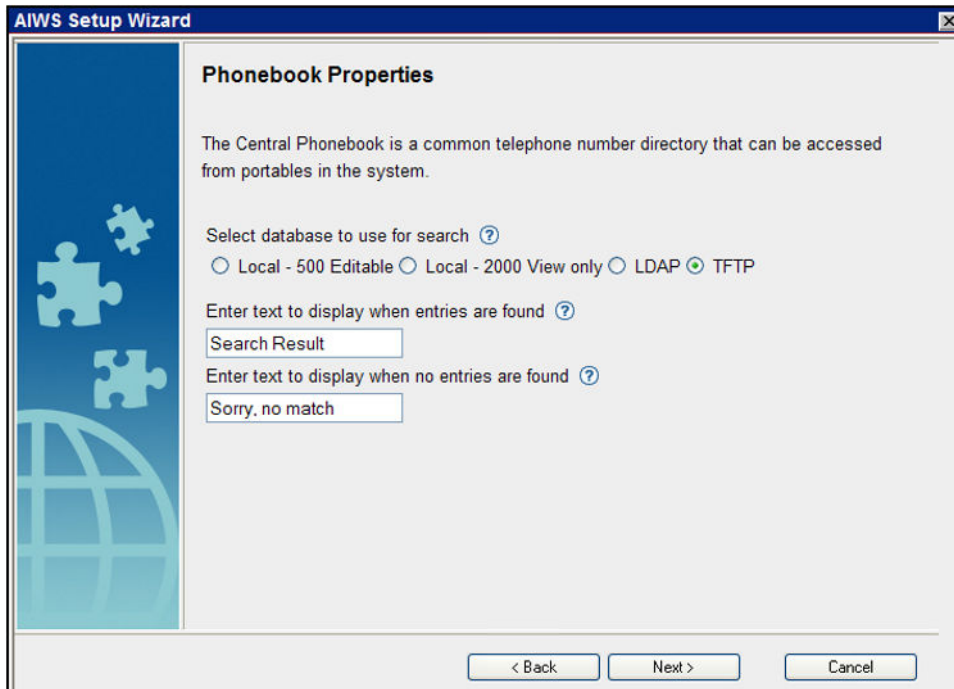 AIWS Setup Wizard
Phonebook Properties
The Central Phonebook is a common telephone number directory that can be accessed
from portables in the system.
Select database to use for search ?
Local - 500 Editable Local - 2000 View only LDAP TFTP
Enter text to display when entries are found ?
Search Result
Enter text to display when no entries are found ?
Sorry, no match
< Back Next > Cancel